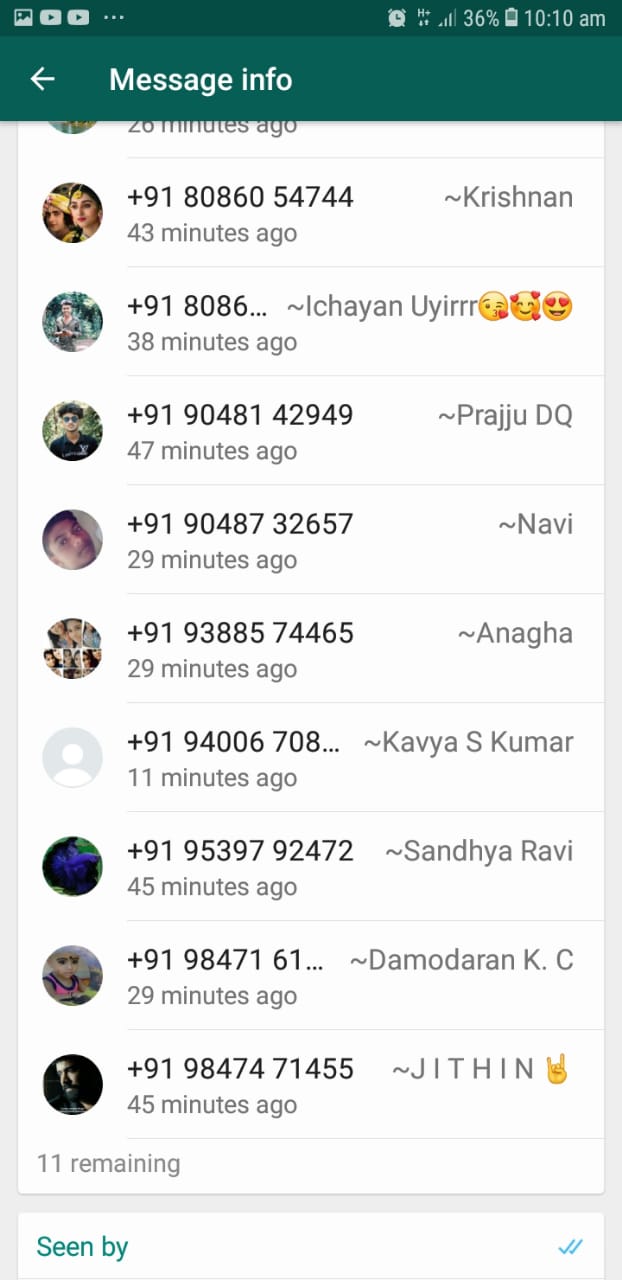 36% 10:10 am
Message info
26 minutes ago
+91 80860 54744 ~Krishnan
43 minutes ago
+91 8086... ~Ichayan Uyirrr😘🥰😍
38 minutes ago
+91 90481 42949 ~Prajju DQ
47 minutes ago
+91 90487 32657 ~Navi
29 minutes ago
+91 93885 74465 ~Anagha
29 minutes ago
+91 94006 708... ~Kavya S Kumar
11 minutes ago
+91 95397 92472 ~Sandhya Ravi
45 minutes ago
+91 98471 61... ~Damodaran K. C
29 minutes ago
+91 98474 71455 ~J I T H I N 🤘
45 minutes ago
11 remaining
Seen by